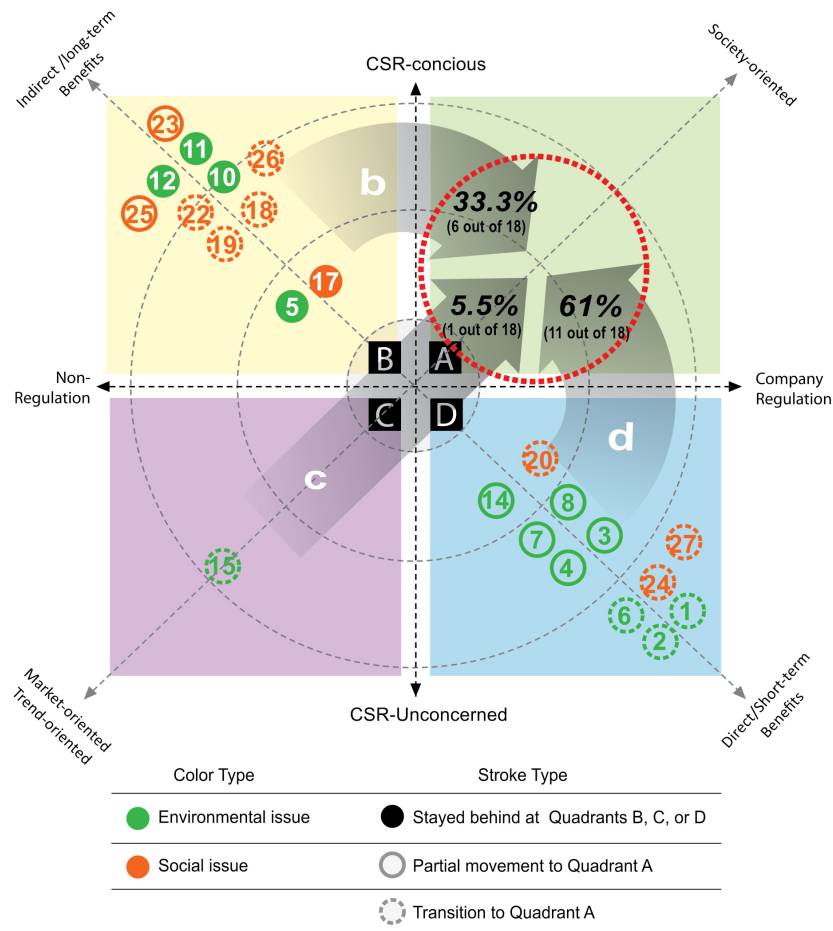 Indirect /long-term
Benefits
CSR-concious
Society-oriented
23
11
26
12
10
25
22
18
19
17
5
b
33.3%
(6 out of 18)
5.5%
(1 out of 18)
61%
(11 out of 18)
B
A
Non-
Regulation
Company
Regulation
C
D
c
d
20
14
8
7
3
4
27
24
15
6
1
2
Market-oriented
Trend-oriented
CSR-Unconcerned
Direct/Short-term
Benefits
Color Type
Stroke Type
Environmental issue
Stayed behind at Quadrants B, C, or D
Social issue
Partial movement to Quadrant A
Transition to Quadrant A